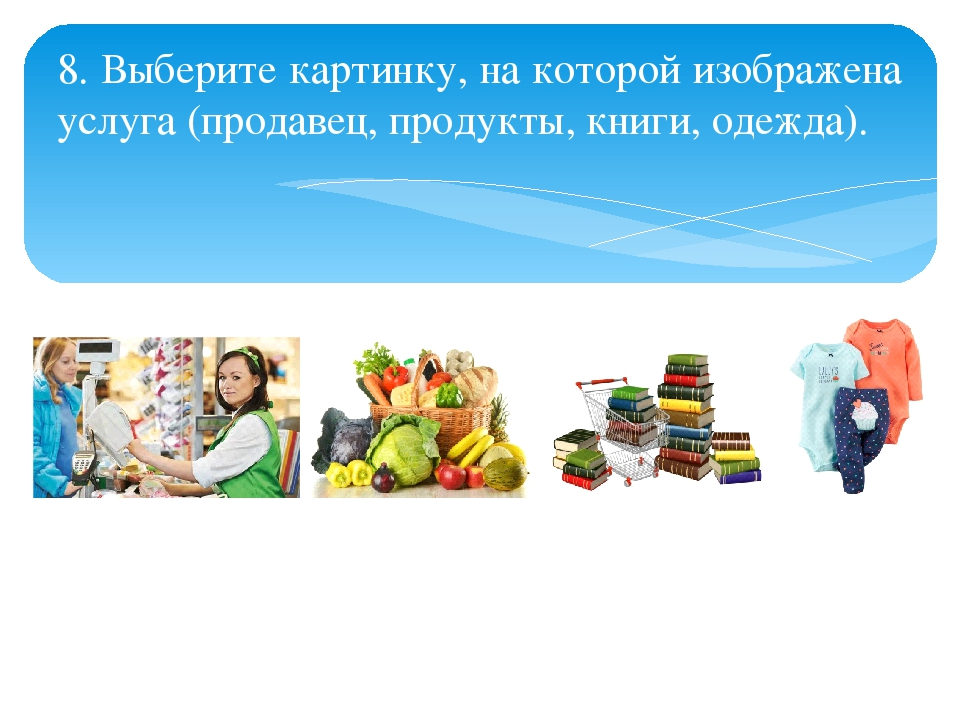 8. Выберите картинку, на которой изображена
услуга (продавец, продукты, книги, одежда).